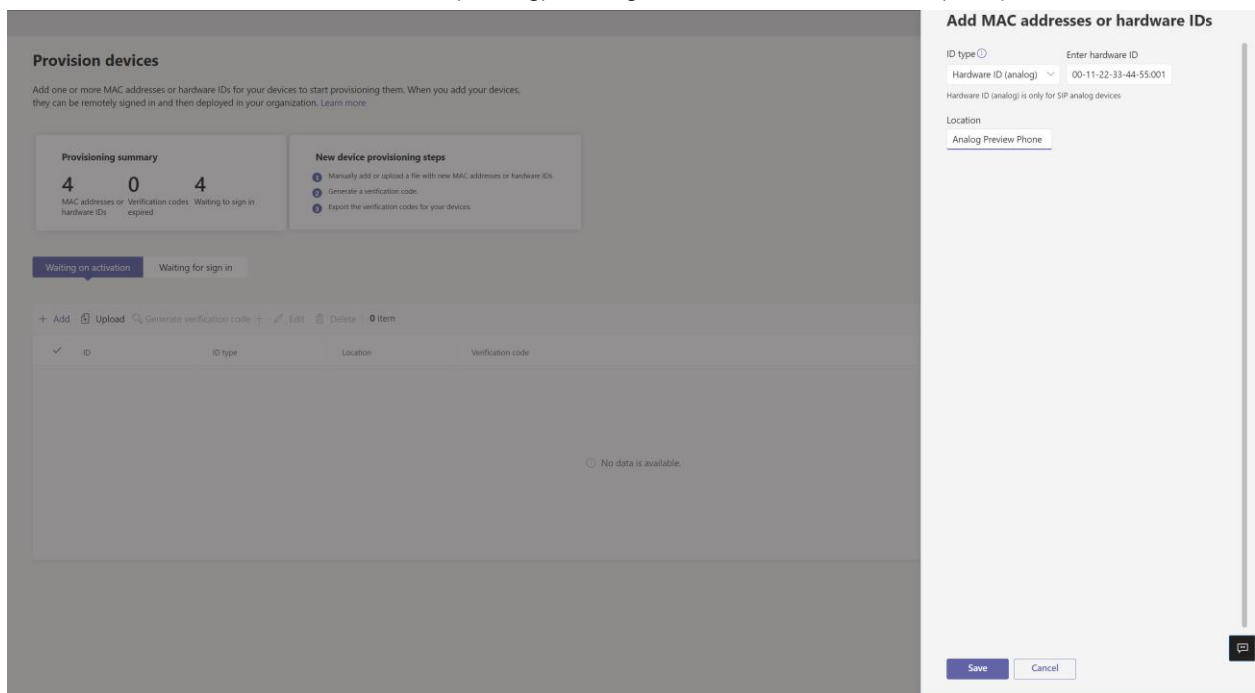 Add MAC addresses or hardware IDs
ID type
Enter hardware ID
Hardware ID (analog)
00-11-22-33-44-55:001
Hardware ID (analog) is only for SIP analog devices
Location
Analog Preview Phone
Provision devices
Add one or more MAC addresses or hardware IDs for your devices to start provisioning them. When you add your devices,
they can be remotely signed in and then deployed in your organization. Learn more
Provisioning summary
4 0 4
MAC addresses or Verification codes Waiting to sign in
hardware IDs expired
New device provisioning steps
1 Manually add or upload a file with new MAC addresses or hardware IDs.
2 Generate a verification code.
3 Export the verification codes for your devices.
Waiting on activation Waiting for sign in
+ Add Upload Generate verification code + Edit Delete 0 item
ID ID type Location Verification code
No data is available.
Save Cancel